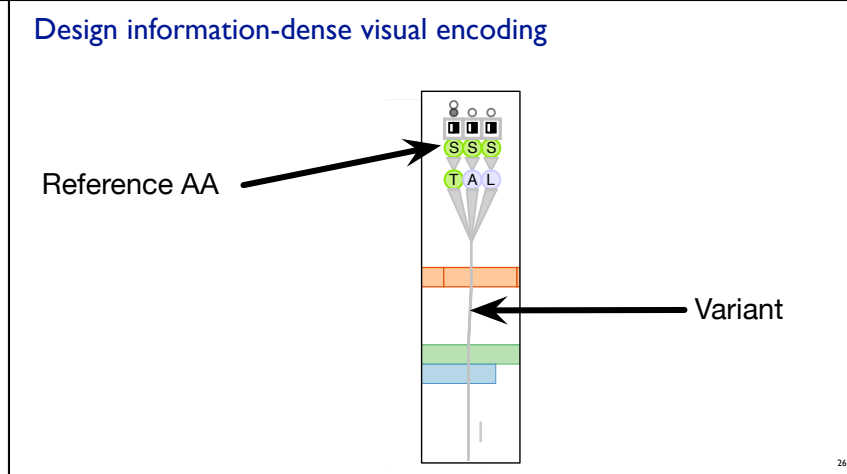 Design information-dense visual encoding
S S S
Reference AA
T A L
Variant
26